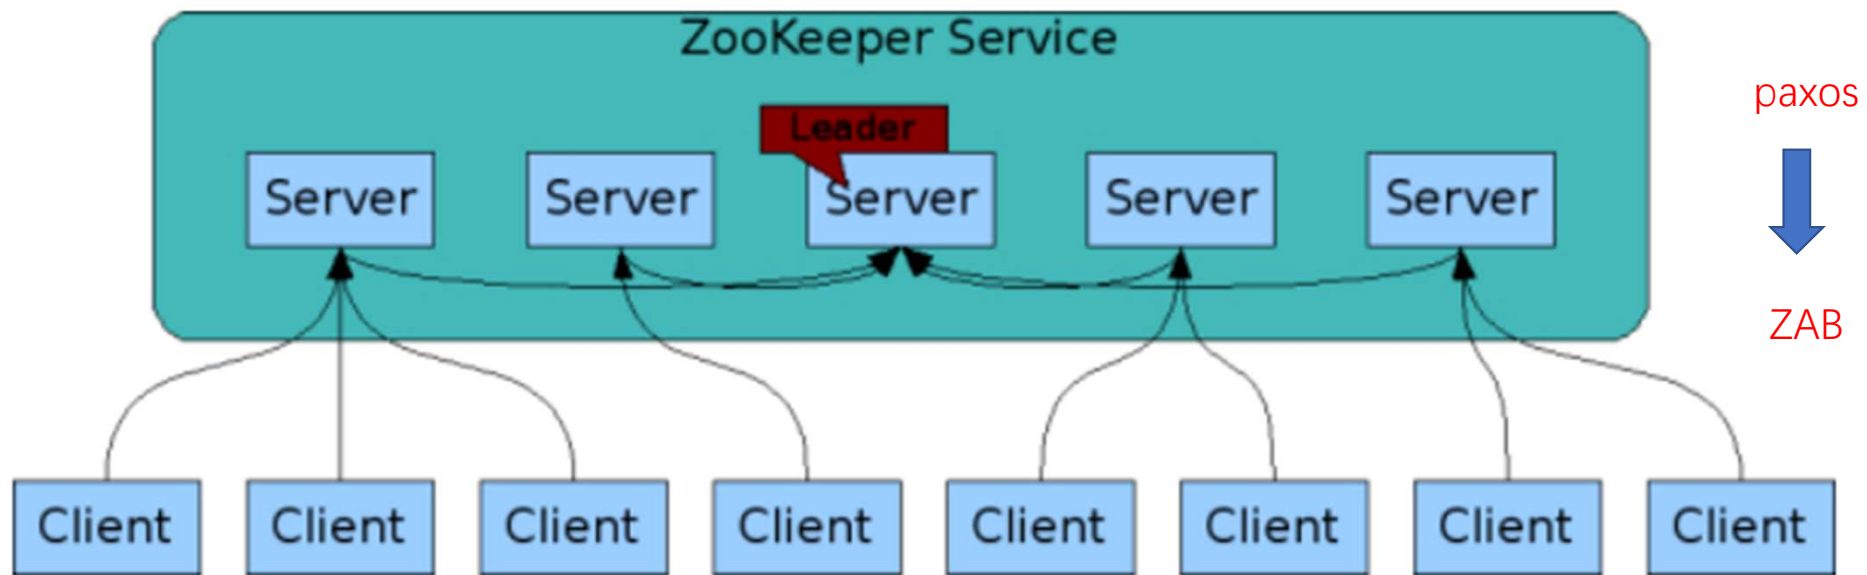 ZooKeeper Service
paxos
Leader
Server Server Server Server Server
ZAB
Client Client Client Client Client Client Client Client